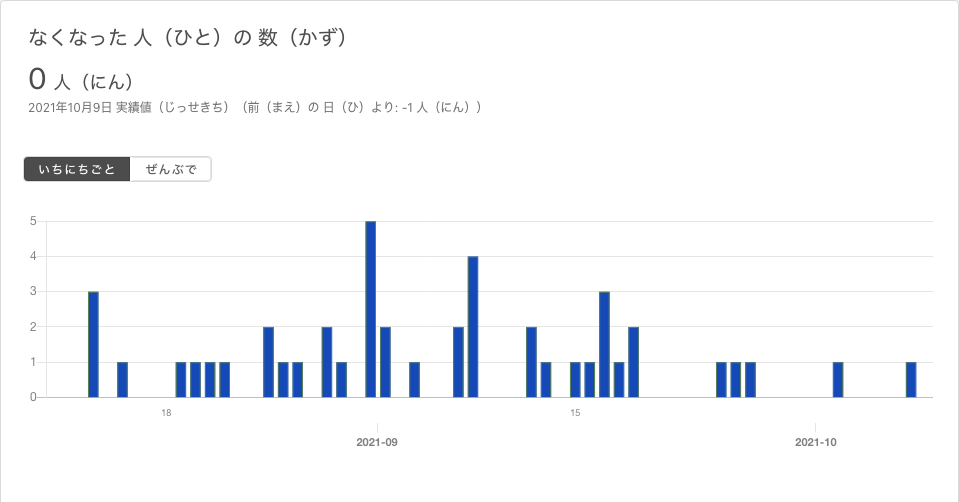 なくなった 人（ひと）の 数（かず）
0 人（にん）
2021年10月9日 実績値（じっせきち）（前（まえ）の 日（ひ）より: -1 人（にん））
いちにちごと ぜんぶで
5
4
3
2
1
0
18 15
2021-09 2021-10